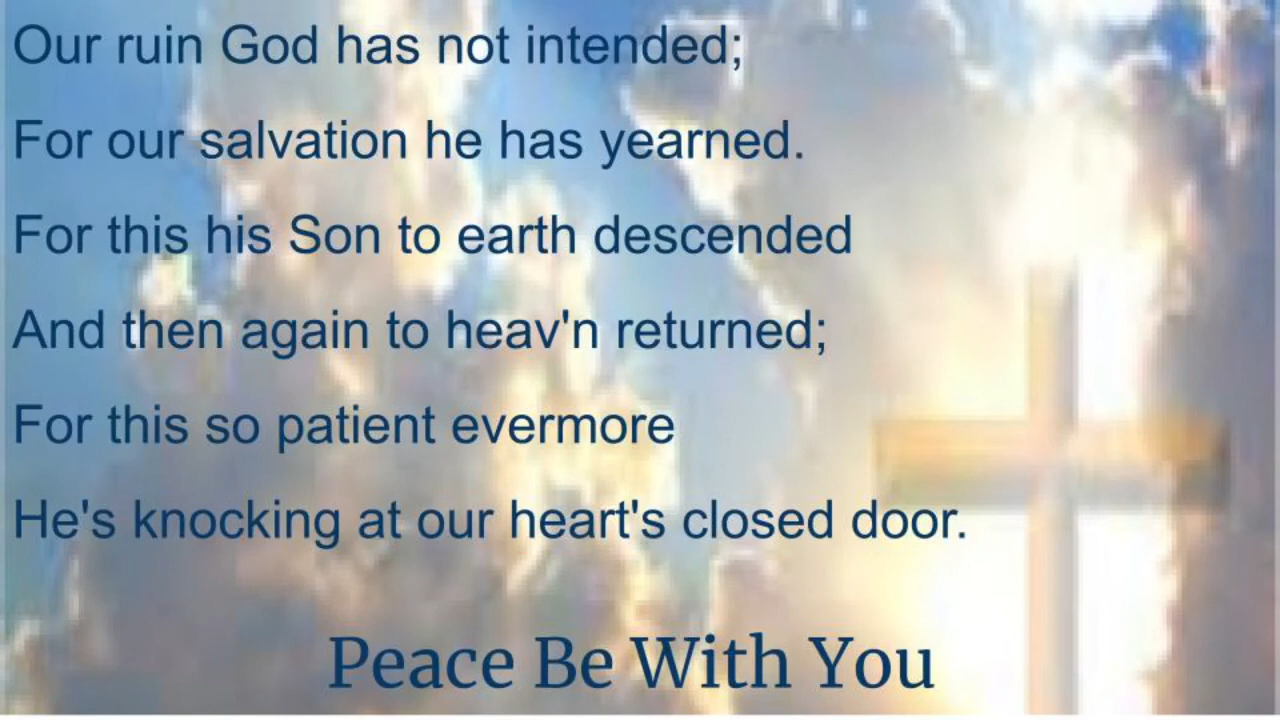 Our ruin God has not intended;
For our salvation he has yearned.
For this his Son to earth descended
And then again to heav'n returned;
For this so patient evermore
He's knocking at our heart's closed door.
Peace Be With You